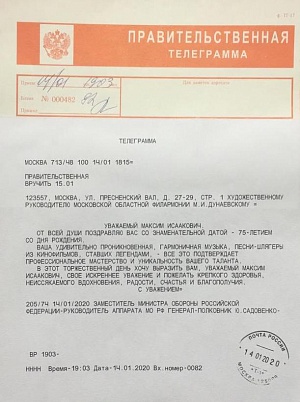 ПРАВИТЕЛЬСТВЕННАЯ
ТЕЛЕГРАММА
14/01 1903
№ 000482
ТЕЛЕГРАММА
МОСКВА 713/ЧВ 100 14/01 1815=
ПРАВИТЕЛЬСТВЕННАЯ
ВРУЧИТЬ 15.01
123557, МОСКВА, УЛ. ПРЕСНЕНСКИЙ ВАЛ, Д. 27-29, СТР. 1 ХУДОЖЕСТВЕННОМУ
РУКОВОДИТЕЛЮ МОСКОВСКОЙ ОБЛАСТНОЙ ФИЛАРМОНИИ М.И.ДУНАЕВСКОМУ =
УВАЖАЕМЫЙ МАКСИМ ИСААКОВИЧ,
ОТ ВСЕЙ ДУШИ ПОЗДРАВЛЯЮ ВАС СО ЗНАМЕНАТЕЛЬНОЙ ДАТОЙ - 75-ЛЕТИЕМ
СО ДНЯ РОЖДЕНИЯ.
ВАША УДИВИТЕЛЬНО ПРОНИКНОВЕННАЯ, ГАРМОНИЧНАЯ МУЗЫКА, ПЕСНИ-ШЛЯГЕРЫ
ИЗ КИНОФИЛЬМОВ, СТАВШИХ ЛЕГЕНДАМИ, - ВСЕ ЭТО ПОДТВЕРЖДАЕТ
ПРОФЕССИОНАЛЬНОЕ МАСТЕРСТВО И УНИКАЛЬНОСТЬ ВАШЕГО ТАЛАНТА.
В ЭТОТ ТОРЖЕСТВЕННЫЙ ДЕНЬ ХОЧУ ВЫРАЗИТЬ ВАМ, УВАЖАЕМЫЙ МАКСИМ
ИСААКОВИЧ, СВОЕ ИСКРЕННЕЕ УВАЖЕНИЕ И ПОЖЕЛАТЬ КРЕПКОГО ЗДОРОВЬЯ,
НЕИССЯКАЕМОГО ВДОХНОВЕНИЯ, РАДОСТИ, СЧАСТЬЯ И БЛАГОПОЛУЧИЯ.
С УВАЖЕНИЕМ=
205/74 14/01/2020 ЗАМЕСТИТЕЛЬ МИНИСТРА ОБОРОНЫ РОССИЙСКОЙ
ФЕДЕРАЦИИ-РУКОВОДИТЕЛЬ АППАРАТА МО РФ ГЕНЕРАЛ-ПОЛКОВНИК Ю.САДОВЕНКО-
ПОЧТА РОССИИ
14 01 2020
ВР 1903-
НННН Время-19:03 Дата-14.01.2020 Вх.номер-0082